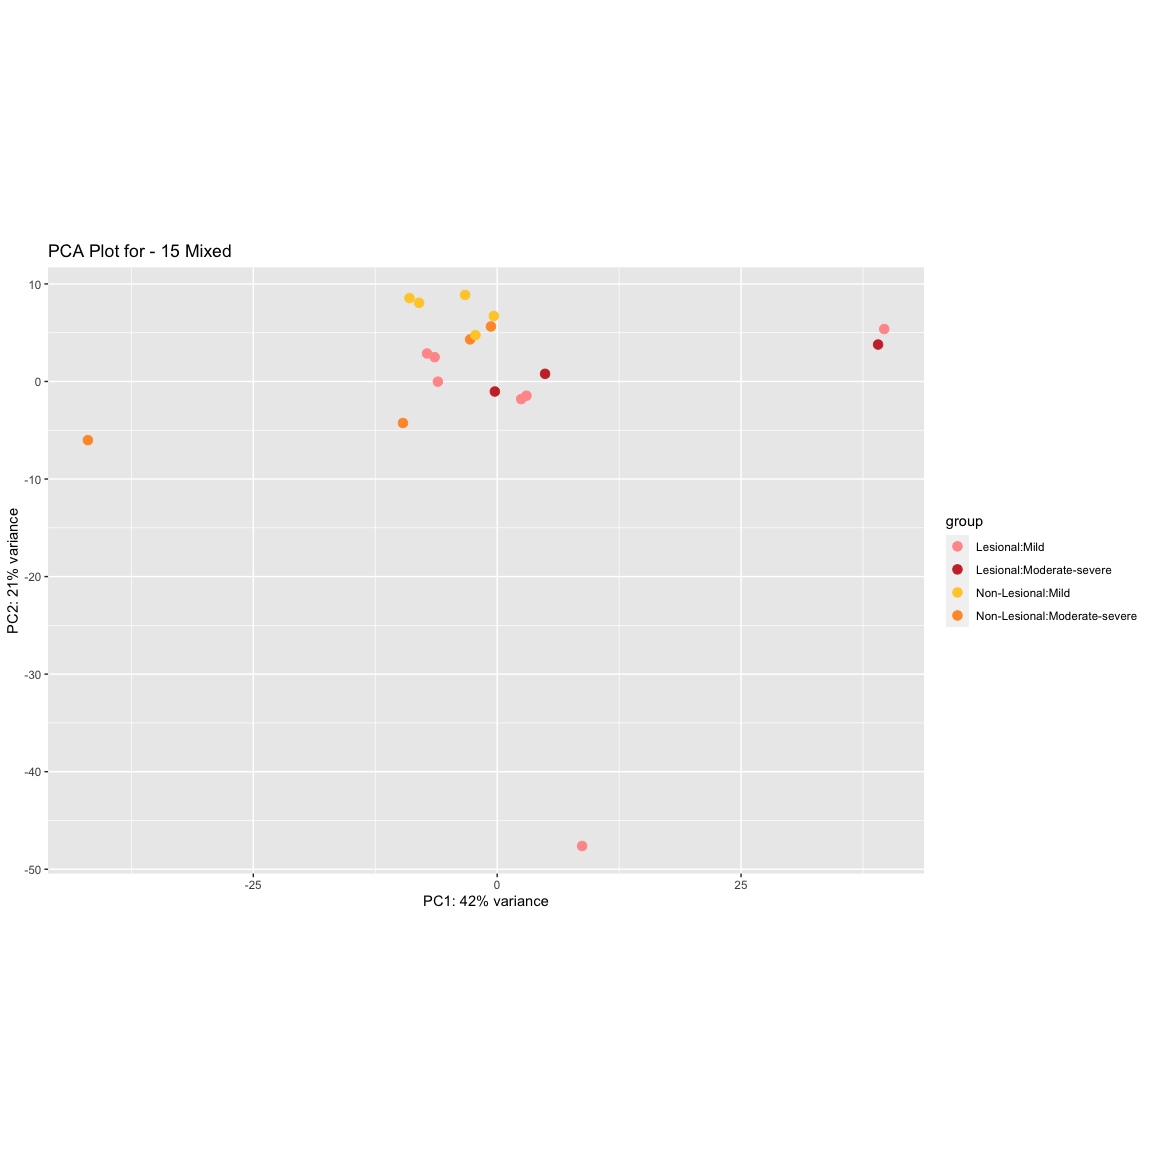 PCA Plot for - 15 Mixed
10
0
-10
-20
-30
-40
-50
PC2: 21% variance
-25
0
25
PC1: 42% variance
group
Lesional:Mild
Lesional:Moderate-severe
Non-Lesional:Mild
Non-Lesional:Moderate-severe